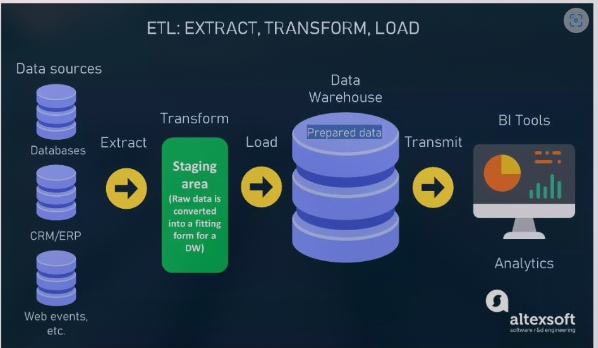 ETL: EXTRACT, TRANSFORM, LOAD
Data sources
Databases
CRM/ERP
Web events,
etc.
Extract
Transform
Staging
area
(Raw data is
converted
into a fitting
form for a
DW)
Load
Data
Warehouse
Prepared data
Transmit
BI Tools
Analytics
altexsoft
software r&d engineering